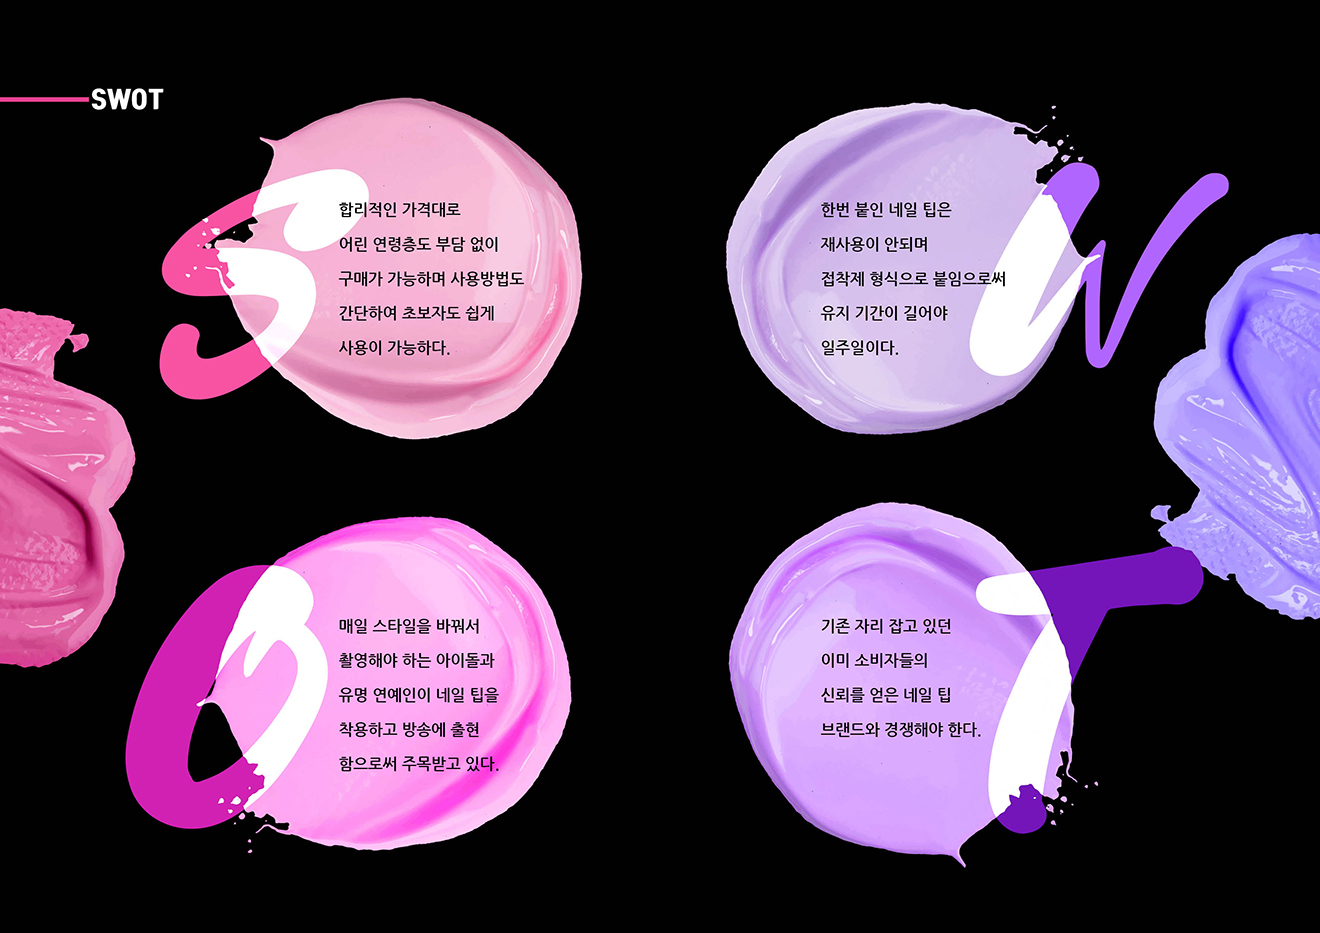 SWOT
S
합리적인 가격대로
어린 연령층도 부담 없이
구매가 가능하며 사용방법도
간단하여 초보자도 쉽게
사용이 가능하다.
W
한번 붙인 네일 팁은
재사용이 안되며
접착제 형식으로 붙임으로써
유지 기간이 길어야
일주일이다.
O
매일 스타일을 바꿔서
촬영해야 하는 아이돌과
유명 연예인이 네일 팁을
착용하고 방송에 출현
함으로써 주목받고 있다.
T
기존 자리 잡고 있던
이미 소비자들의
신뢰를 얻은 네일 팁
브랜드와 경쟁해야 한다.